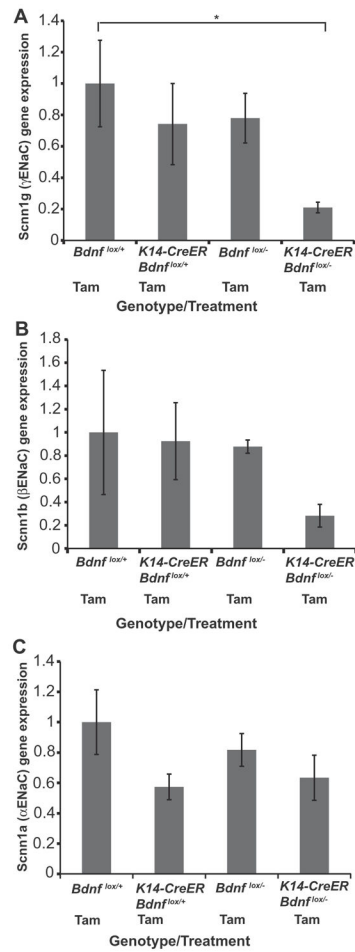 A
*
Scnn1g (γENaC) gene expression
1.4
1.2
1
0.8
0.6
0.4
0.2
0
Bdnf lox/+ K14-CreER Bdnf lox/- K14-CreER
Bdnf lox/+ Bdnf lox/-
Tam Tam Tam Tam
Genotype/Treatment
B
Scnn1b (βENaC) gene expression
1.8
1.6
1.4
1.2
1
0.8
0.6
0.4
0.2
0
Bdnf lox/+ K14-CreER Bdnf lox/- K14-CreER
Bdnf lox/+ Bdnf lox/-
Tam Tam Tam Tam
Genotype/Treatment
C
Scnn1a (αENaC) gene expression
1.4
1.2
1
0.8
0.6
0.4
0.2
0
Bdnf lox/+ K14-CreER Bdnf lox/- K14-CreER
Bdnf lox/+ Bdnf lox/-
Tam Tam Tam Tam
Genotype/Treatment